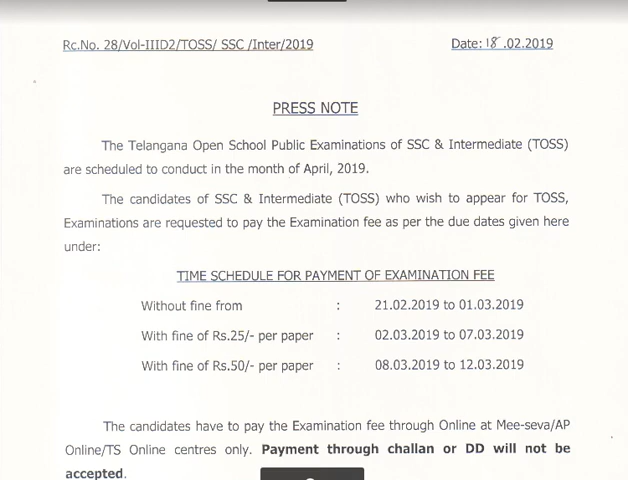 Rc.No. 28/Vol-IIID2/TOSS/ SSC /Inter/2019 Date: 18 .02.2019
PRESS NOTE
The Telangana Open School Public Examinations of SSC & Intermediate (TOSS)
are scheduled to conduct in the month of April, 2019.
The candidates of SSC & Intermediate (TOSS) who wish to appear for TOSS,
Examinations are requested to pay the Examination fee as per the due dates given here
under:
TIME SCHEDULE FOR PAYMENT OF EXAMINATION FEE
Without fine from : 21.02.2019 to 01.03.2019
With fine of Rs.25/- per paper : 02.03.2019 to 07.03.2019
With fine of Rs.50/- per paper : 08.03.2019 to 12.03.2019
The candidates have to pay the Examination fee through Online at Mee-seva/AP
Online/TS Online centres only. Payment through challan or DD will not be
accepted.